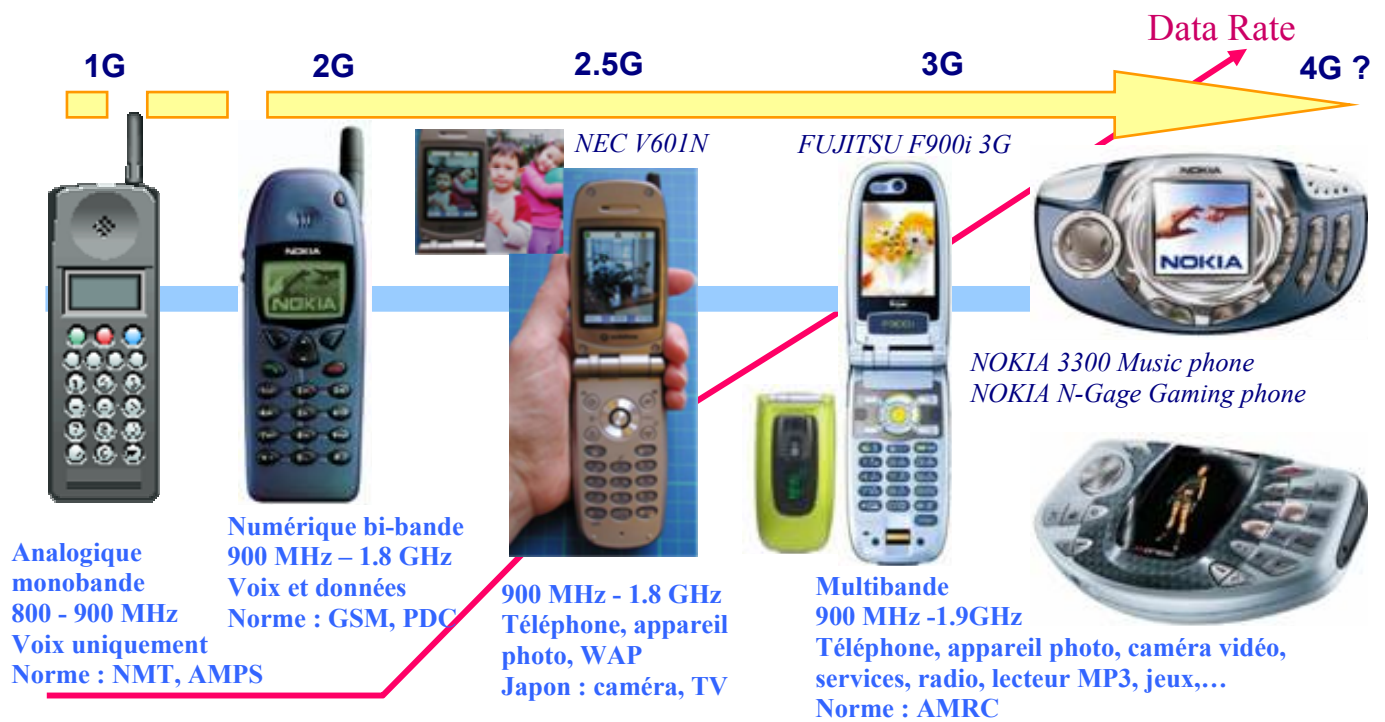 Data Rate
1G
2G
2.5G
3G
4G ?
NEC V601N
FUJITSU F900i 3G
NOKIA
NOKIA
NOKIA
NOKIA
F900i
NOKIA 3300 Music phone
NOKIA N-Gage Gaming phone
Analogique
monobande
800 - 900 MHz
Voix uniquement
Norme : NMT, AMPS
Numérique bi-bande
900 MHz – 1.8 GHz
Voix et données
Norme : GSM, PDC
900 MHz - 1.8 GHz
Téléphone, appareil
photo, WAP
Japon : caméra, TV
Multibande
900 MHz -1.9GHz
Téléphone, appareil photo, caméra vidéo,
services, radio, lecteur MP3, jeux,…
Norme : AMRC